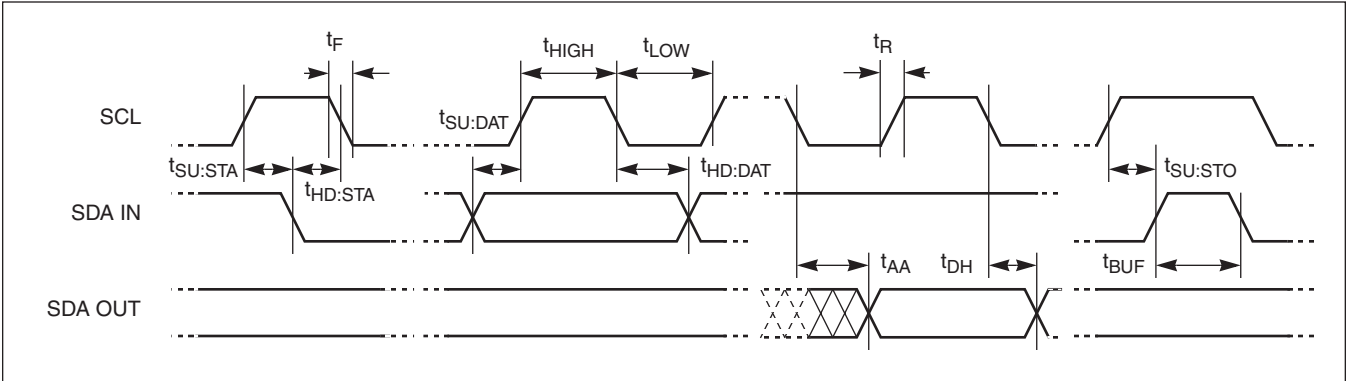 tF
tHIGH
tLOW
tR
SCL
tSU:DAT
tSU:STA
tHD:STA
tHD:DAT
tSU:STO
SDA IN
tAA
tDH
tBUF
SDA OUT